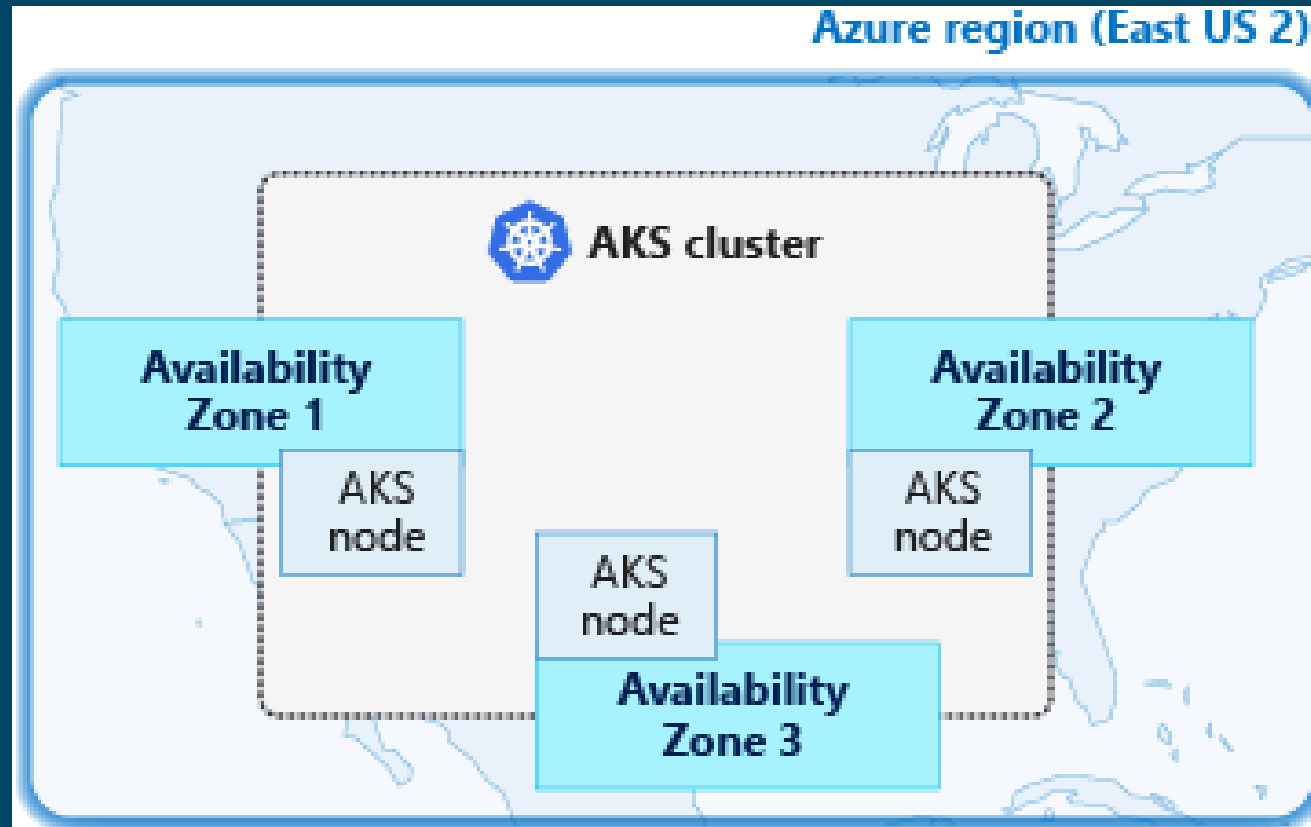 Azure region (East US 2)
AKS cluster
Availability
Zone 1
Availability
Zone 2
AKS
node
AKS
node
AKS
node
Availability
Zone 3